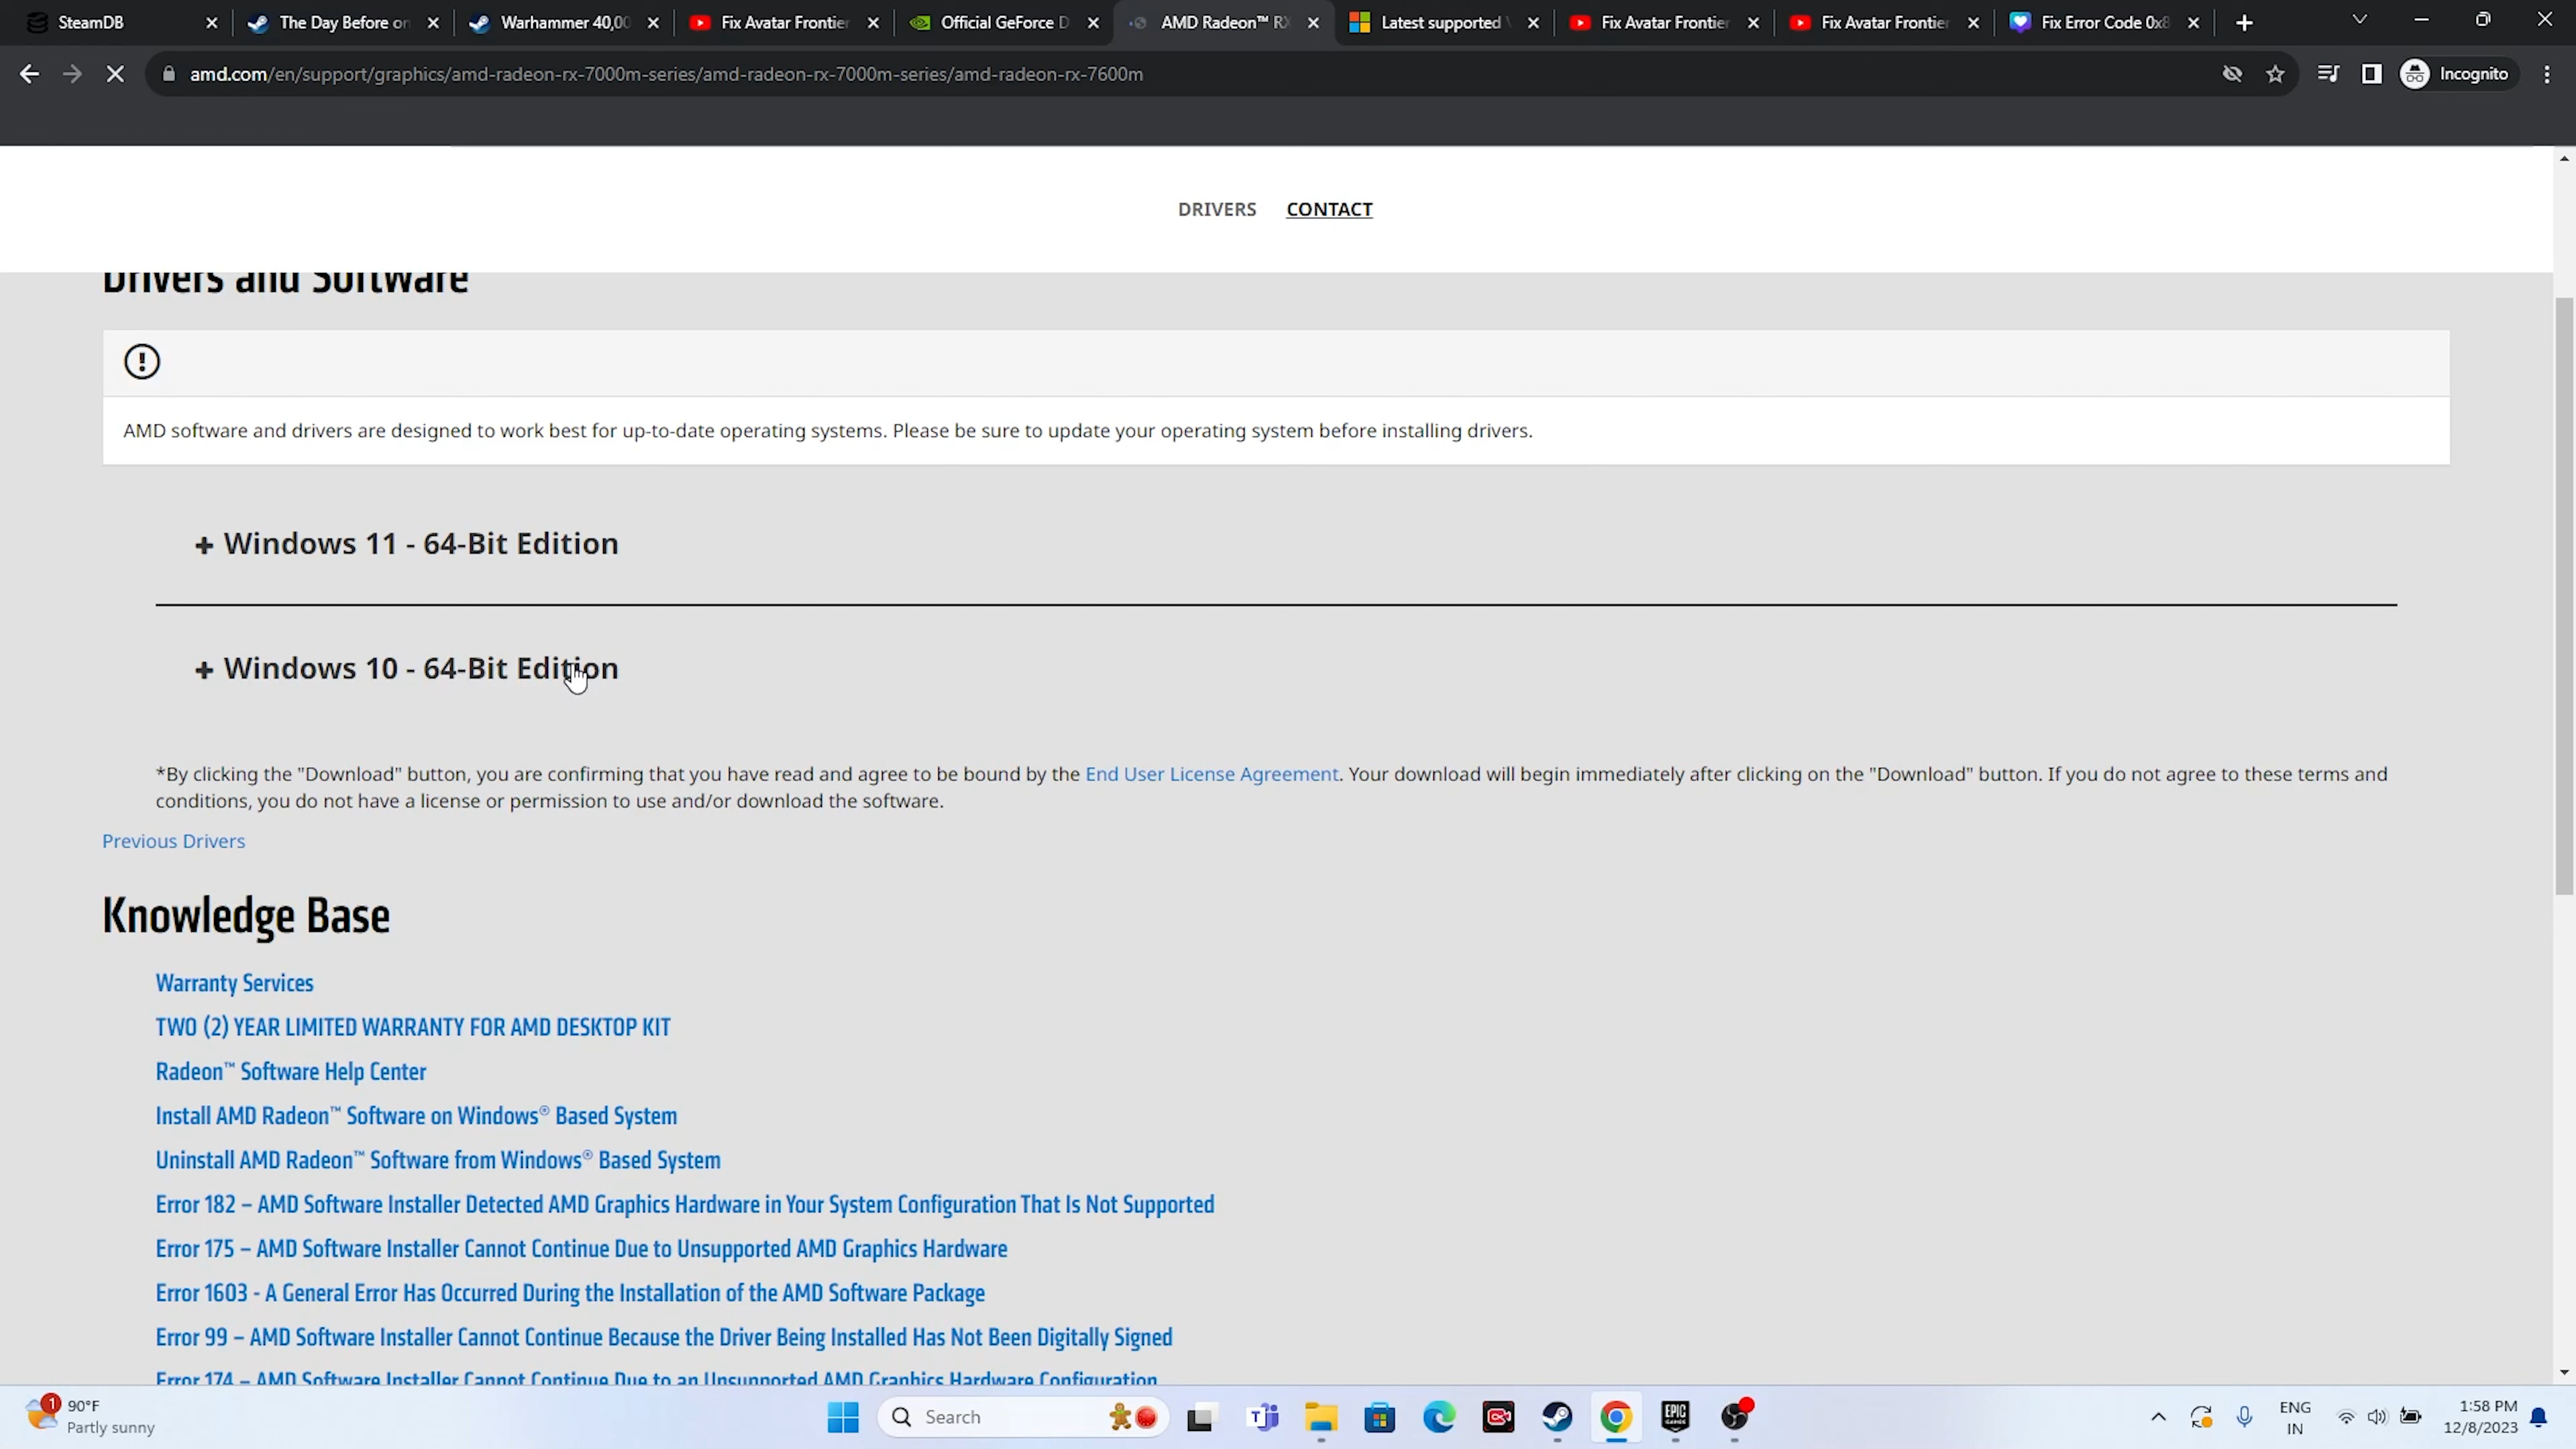 SteamDB
The Day Before on
Warhammer 40,00
Fix Avatar Frontier
Official GeForce D
AMD Radeon™ RX
Latest supported
Fix Avatar Frontier
Fix Avatar Frontier
Fix Error Code 0x8
amd.com/en/support/graphics/amd-radeon-rx-7000m-series/amd-radeon-rx-7000m-series/amd-radeon-rx-7600m
Incognito
DRIVERS CONTACT
Drivers and Software
AMD software and drivers are designed to work best for up-to-date operating systems. Please be sure to update your operating system before installing drivers.
+ Windows 11 - 64-Bit Edition
+ Windows 10 - 64-Bit Edition
*By clicking the "Download" button, you are confirming that you have read and agree to be bound by the End User License Agreement. Your download will begin immediately after clicking on the "Download" button. If you do not agree to these terms and
conditions, you do not have a license or permission to use and/or download the software.
Previous Drivers
Knowledge Base
Warranty Services
TWO (2) YEAR LIMITED WARRANTY FOR AMD DESKTOP KIT
Radeon™ Software Help Center
Install AMD Radeon™ Software on Windows® Based System
Uninstall AMD Radeon™ Software from Windows® Based System
Error 182 – AMD Software Installer Detected AMD Graphics Hardware in Your System Configuration That Is Not Supported
Error 175 – AMD Software Installer Cannot Continue Due to Unsupported AMD Graphics Hardware
Error 1603 - A General Error Has Occurred During the Installation of the AMD Software Package
Error 99 – AMD Software Installer Cannot Continue Because the Driver Being Installed Has Not Been Digitally Signed
Error 174 – AMD Software Installer Cannot Continue Due to an Unsupported AMD Graphics Hardware Configuration
1
90°F
Partly sunny
Search
EPIC
GAMES
ENG
IN
1:58 PM
12/8/2023